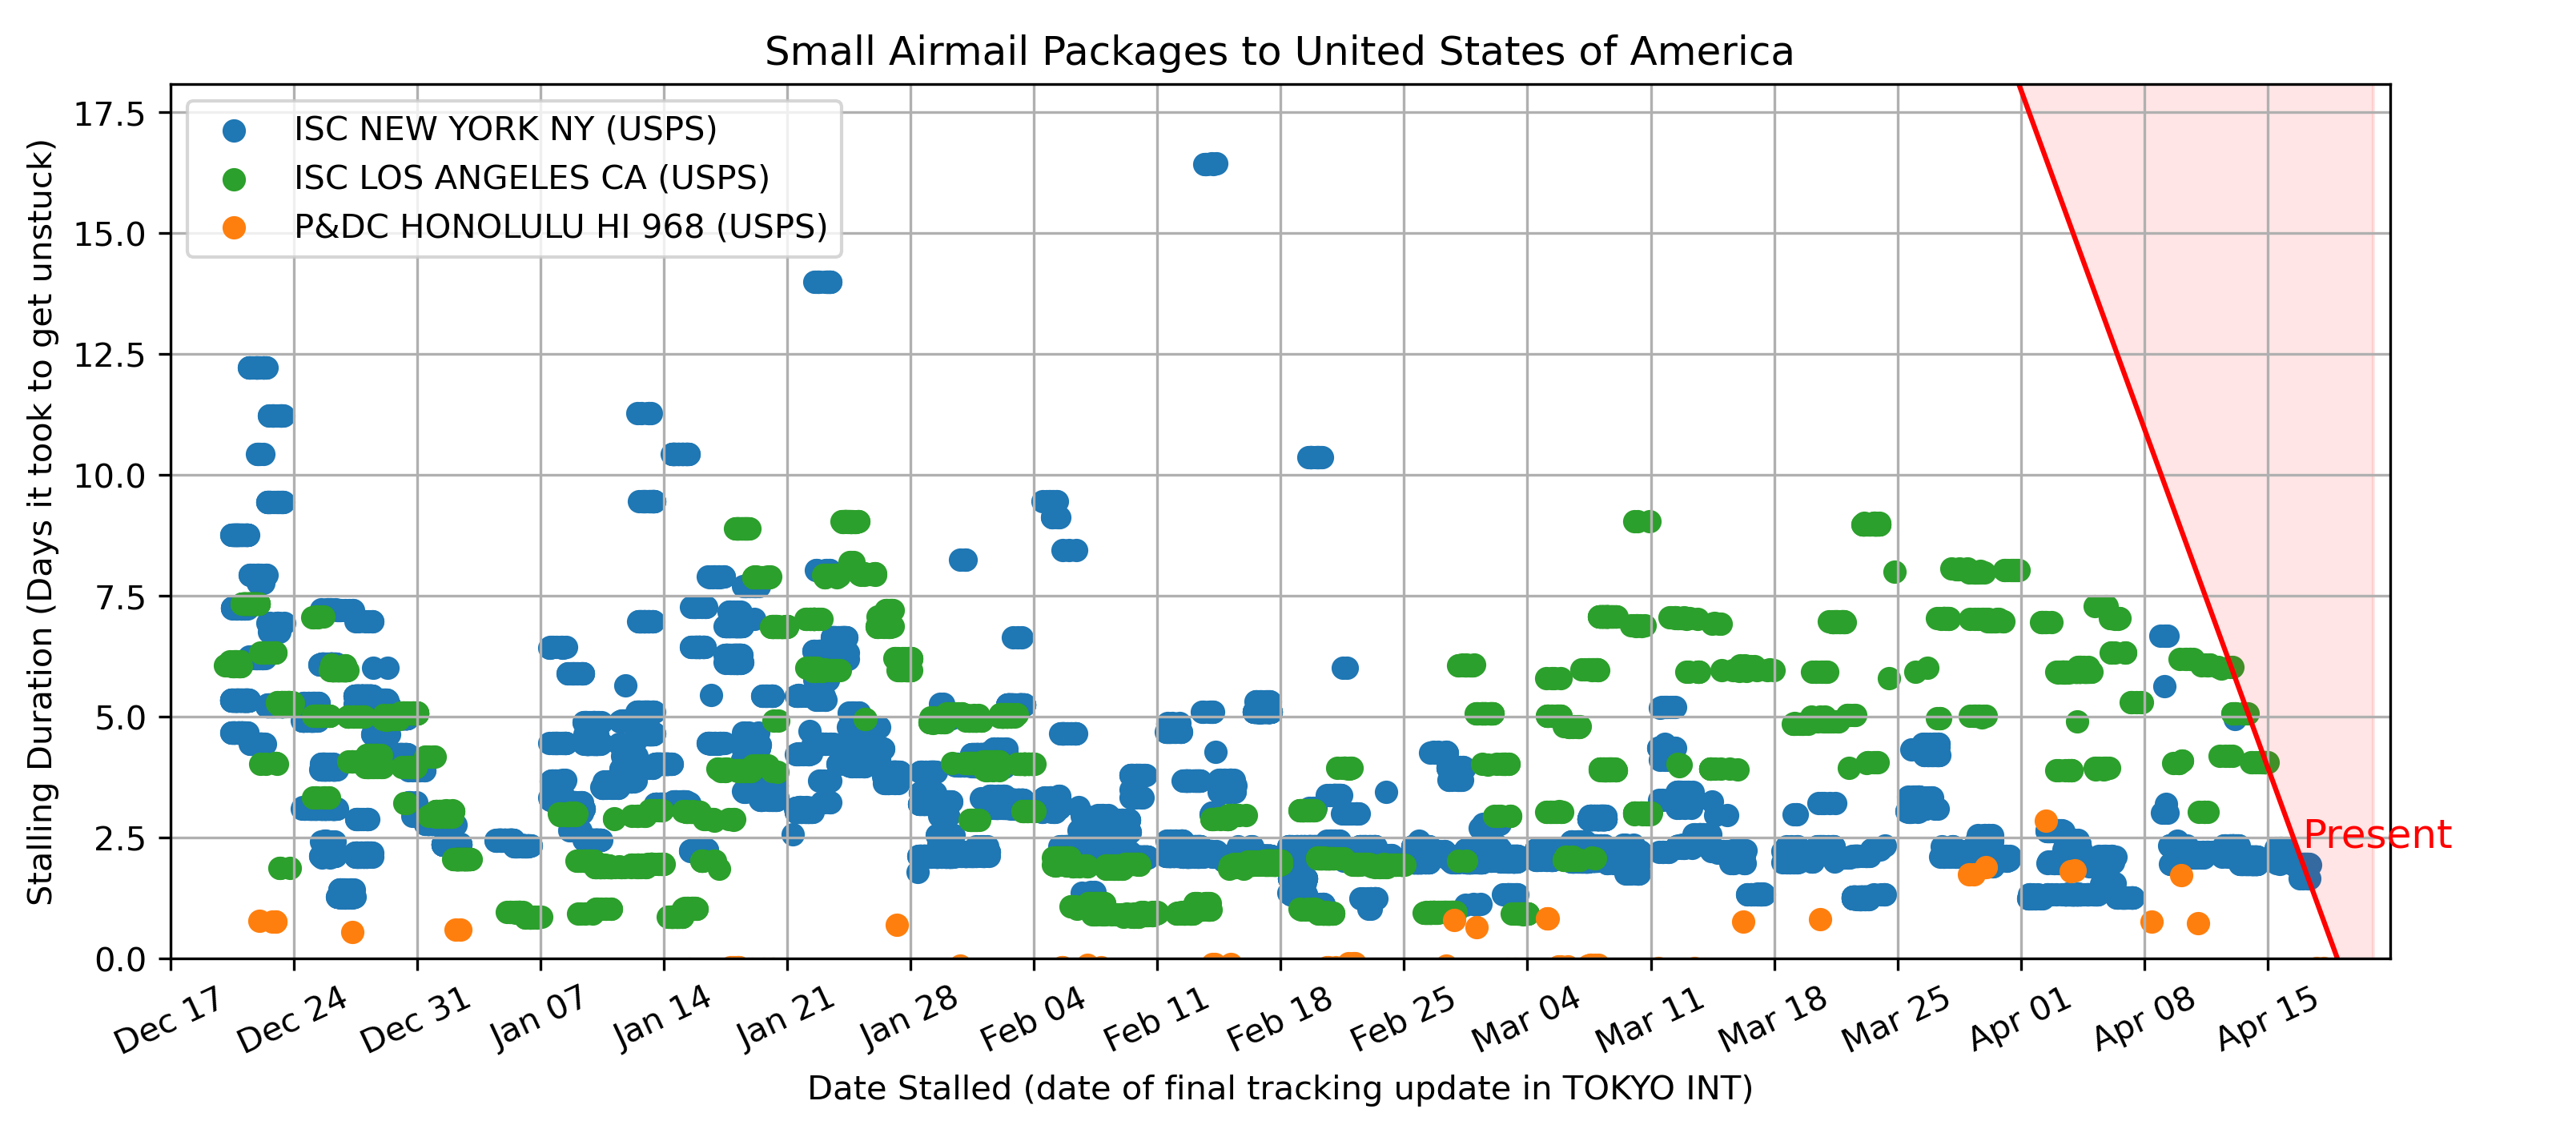 Small Airmail Packages to United States of America
17.5
15.0
12.5
10.0
7.5
5.0
2.5
0.0
Stalling Duration (Days it took to get unstuck)
ISC NEW YORK NY (USPS)
ISC LOS ANGELES CA (USPS)
P&DC HONOLULU HI 968 (USPS)
Present
Dec 17
Dec 24
Dec 31
Jan 07
Jan 14
Jan 21
Jan 28
Feb 04
Feb 11
Feb 18
Feb 25
Mar 04
Mar 11
Mar 18
Mar 25
Apr 01
Apr 08
Apr 15
Date Stalled (date of final tracking update in TOKYO INT)